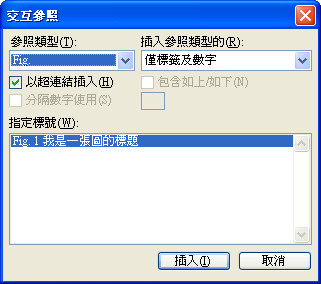 交互參照
參照類型(T):
插入參照類型的(R):
Fig.
僅標籤及數字
以超連結插入(H)
包含如上/如下(N)
分隔數字使用(S)
指定標號(W):
Fig. 1 我是一張圖的標題
插入(I)
取消